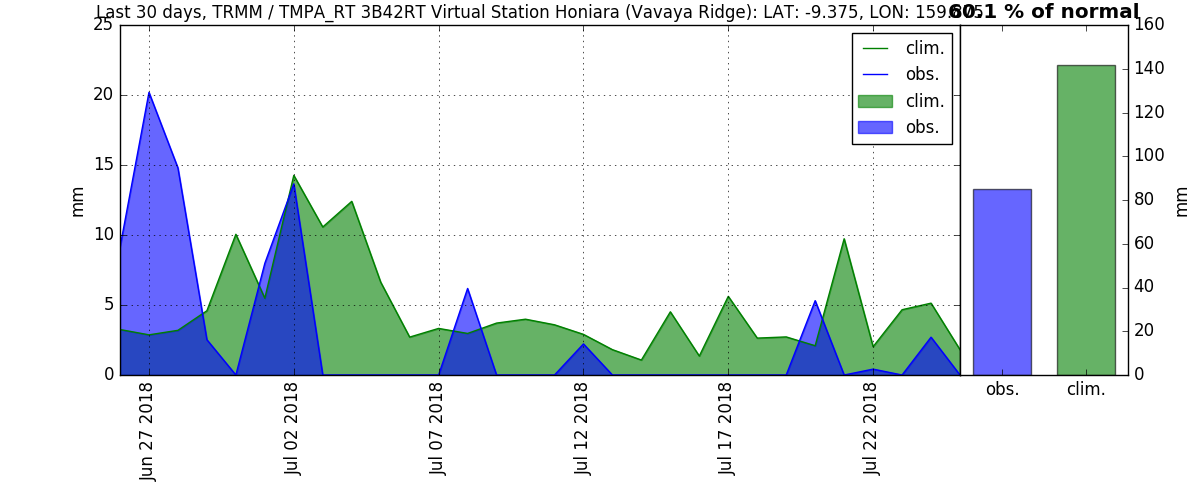 Last 30 days, TRMM / TMPA_RT 3B42RT Virtual Station Honiara (Vavaya Ridge): LAT: -9.375, LON: 159.875
60.1 % of normal
25
20
15
10
5
0
mm
clim.
obs.
clim.
obs.
Jun 27 2018
Jul 02 2018
Jul 07 2018
Jul 12 2018
Jul 17 2018
Jul 22 2018
160
140
120
100
80
60
40
20
0
mm
obs.
clim.